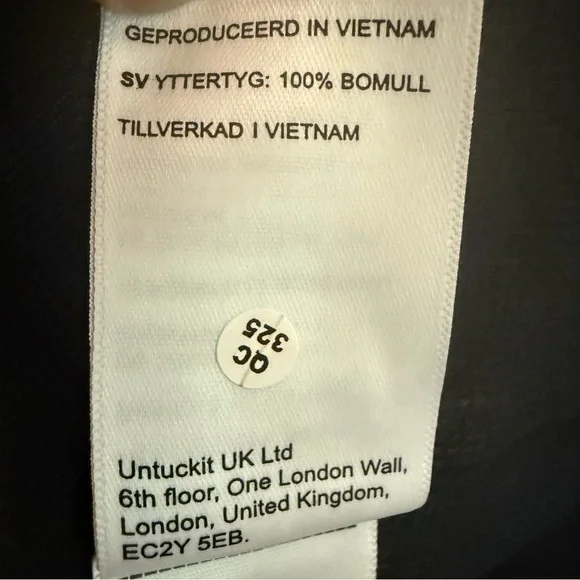 GEPRODUCEERD IN VIETNAM
SV YTTERTYG: 100% BOMULL
TILLVERKAD I VIETNAM
QC
325
Untuckit UK Ltd
6th floor, One London Wall,
London, United Kingdom,
EC2Y 5EB.